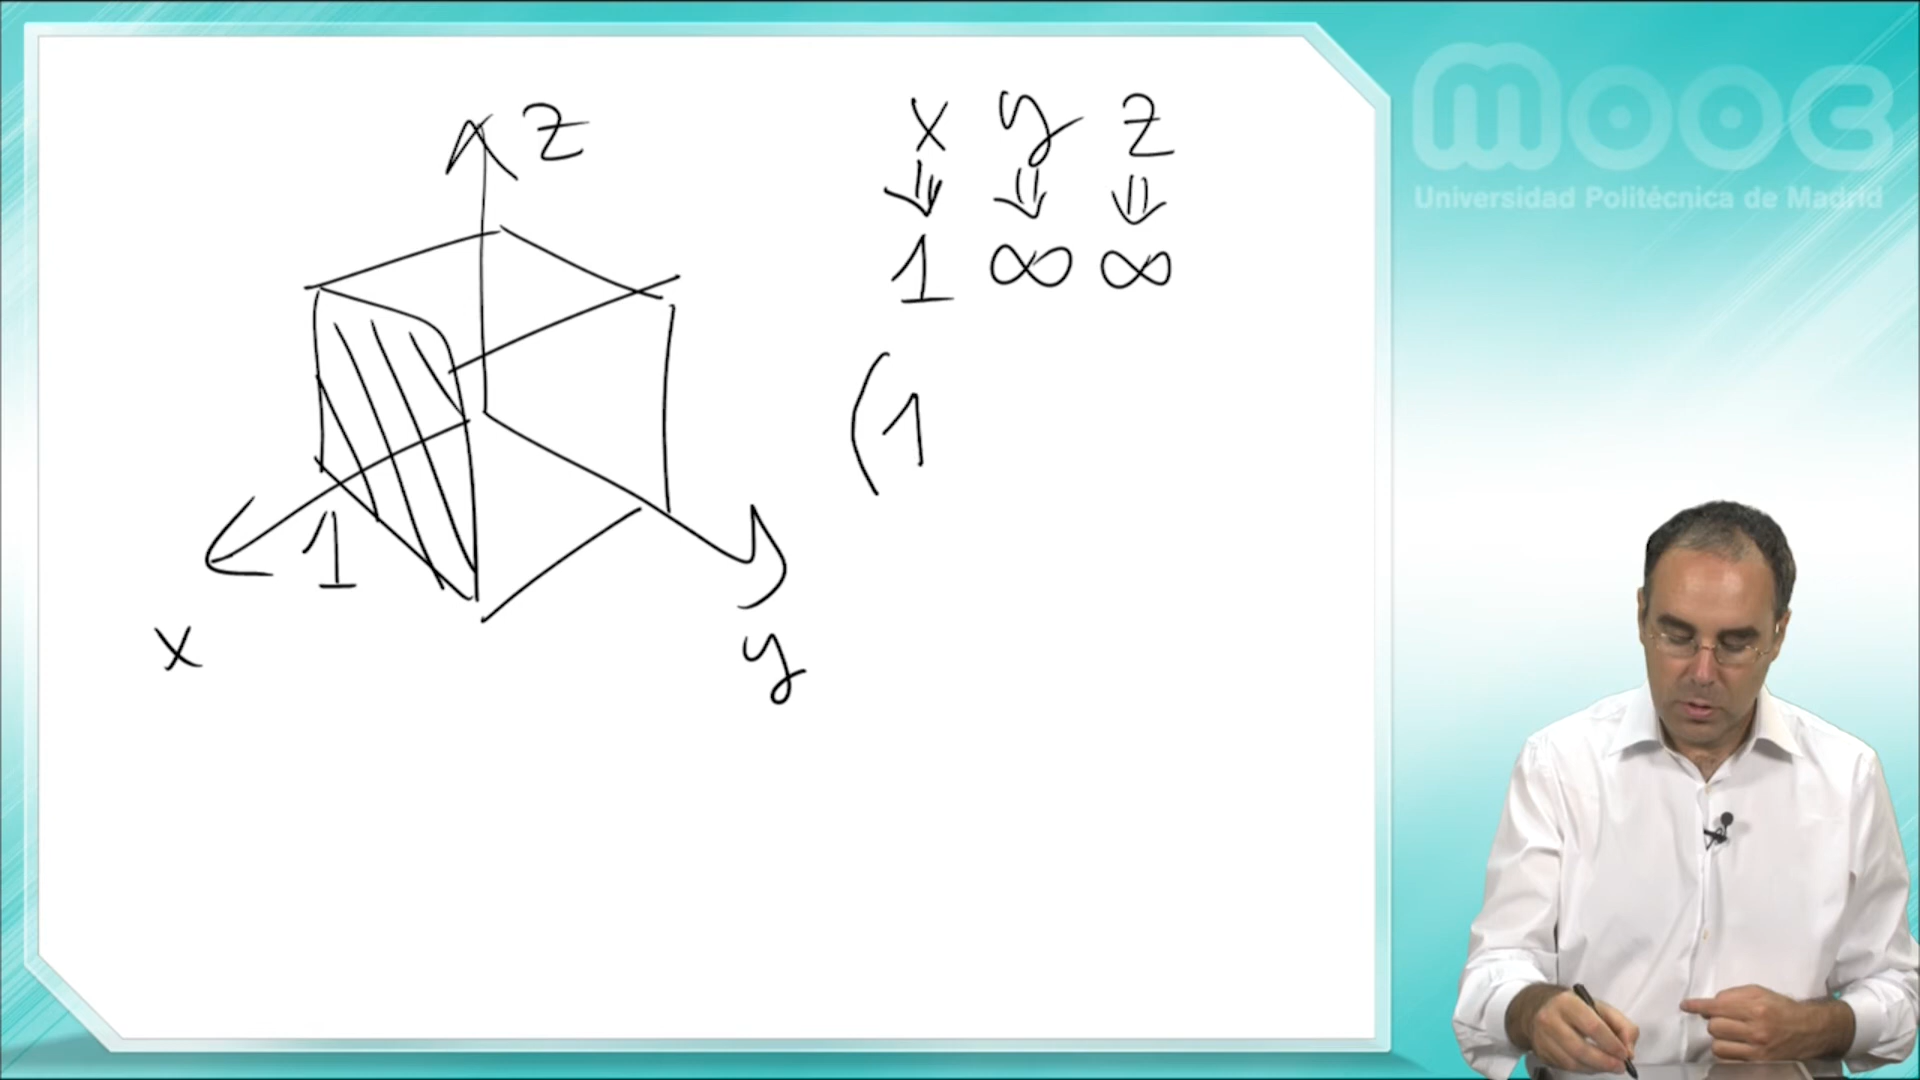 z
x y z
⇓ ⇓ ⇓
1 ∞ ∞
(1
1
x
y
mooc
Universidad Politécnica de Madrid